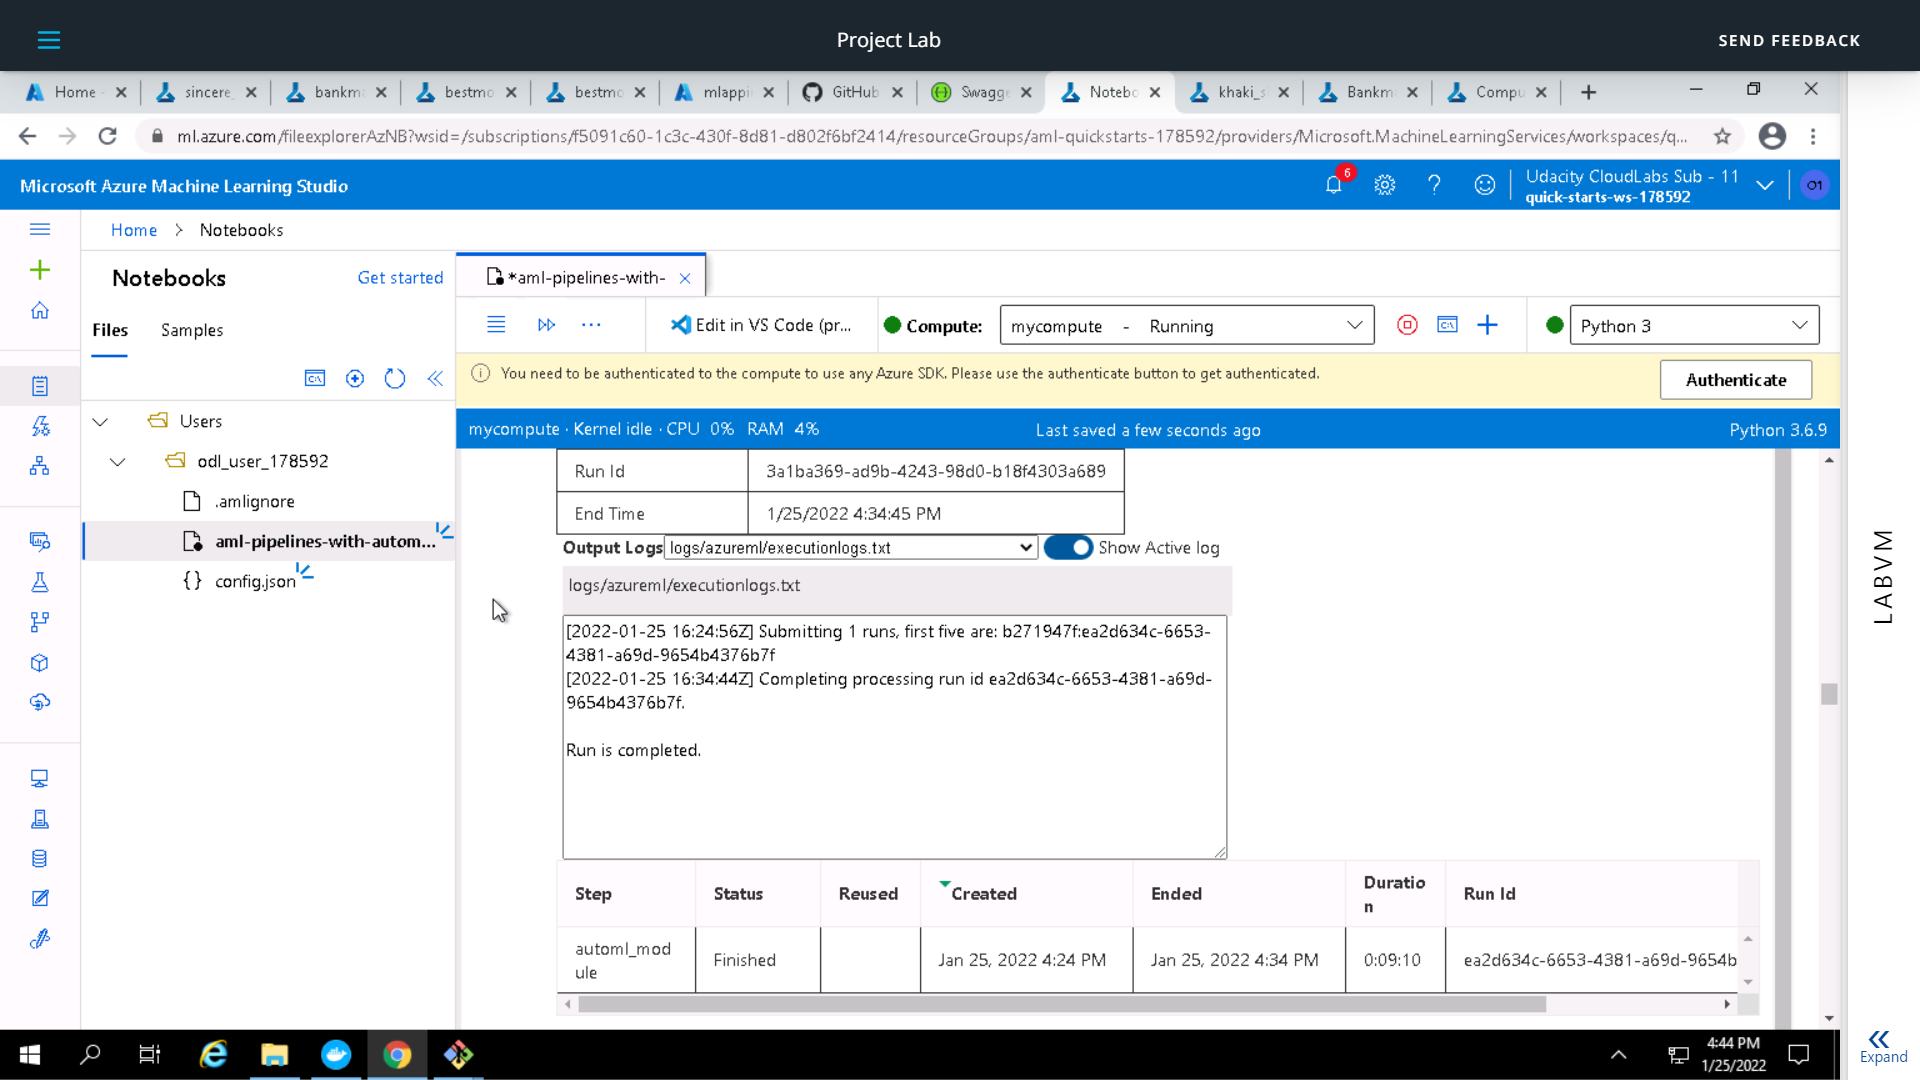 Project Lab
SEND FEEDBACK
Home
sincere_
bankm
bestmo
bestmo
mlappi
GitHub
Swagge
Notebo
khaki_s
Bankm
Compu
ml.azure.com/fileexplorerAzNB?wsid=/subscriptions/f5091c60-1c3c-430f-8d81-d802f6bf2414/resourceGroups/aml-quickstarts-178592/providers/Microsoft.MachineLearningServices/workspaces/q...
Microsoft Azure Machine Learning Studio
6
?
Udacity CloudLabs Sub - 11
quick-starts-ws-178592
O1
Home > Notebooks
Notebooks
Get started
Files
Samples
Users
odl_user_178592
.amlignore
aml-pipelines-with-autom...
{} config.json
*aml-pipelines-with-
Edit in VS Code (pr...
Compute:
mycompute - Running
Python 3
You need to be authenticated to the compute to use any Azure SDK. Please use the authenticate button to get authenticated.
Authenticate
mycompute · Kernel idle · CPU 0% RAM 4%
Last saved a few seconds ago
Python 3.6.9
Run Id
3a1ba369-ad9b-4243-98d0-b18f4303a689
End Time
1/25/2022 4:34:45 PM
Output Logs
logs/azureml/executionlogs.txt
Show Active log
logs/azureml/executionlogs.txt
[2022-01-25 16:24:56Z] Submitting 1 runs, first five are: b271947f:ea2d634c-6653-
4381-a69d-9654b4376b7f
[2022-01-25 16:34:44Z] Completing processing run id ea2d634c-6653-4381-a69d-
9654b4376b7f.
Run is completed.
Step
Status
Reused
Created
Ended
Duratio
n
Run Id
automl_mod
ule
Finished
Jan 25, 2022 4:24 PM
Jan 25, 2022 4:34 PM
0:09:10
ea2d634c-6653-4381-a69d-9654b
LABVM
4:44 PM
1/25/2022
Expand